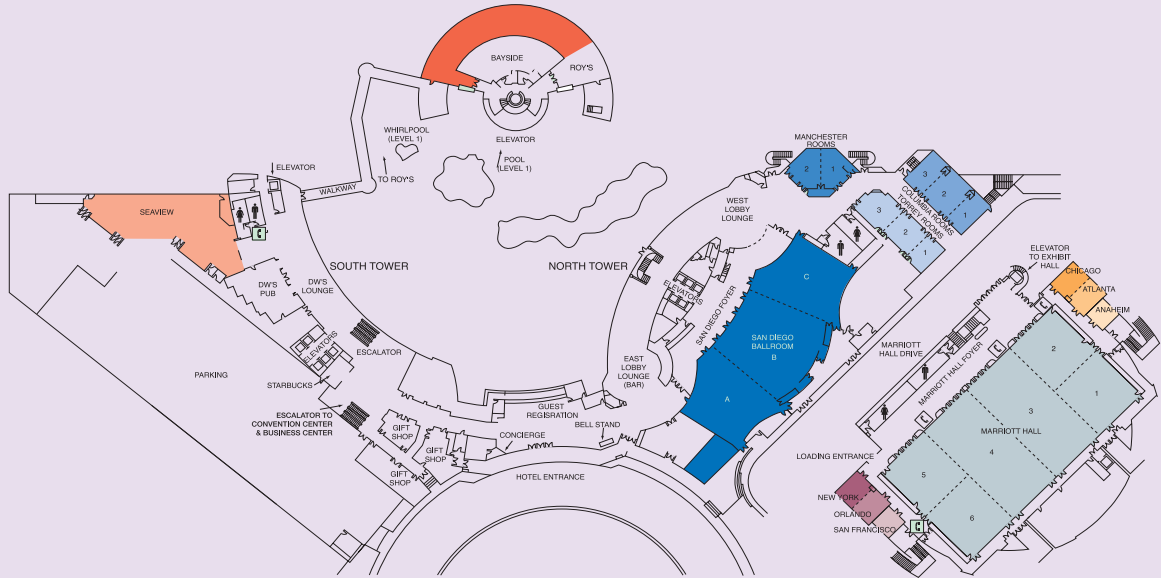 BAYSIDE
ROY'S
WHIRLPOOL
(LEVEL 1)
ELEVATOR
POOL
(LEVEL 1)
TO ROY'S
ELEVATOR
WALKWAY
SEAVIEW
MANCHESTER
ROOMS
2
1
3
2
1
COLUMBIA ROOMS
TORREY ROOMS
3
2
1
WEST
LOBBY
LOUNGE
SOUTH TOWER
NORTH TOWER
DW'S
PUB
DW'S
LOUNGE
ELEVATORS
SAN DIEGO FOYER
C
SAN DIEGO
BALLROOM
B
A
ELEVATOR
TO EXHIBIT
HALL
CHICAGO
ATLANTA
ANAHEIM
ELEVATORS
ESCALATOR
PARKING
STARBUCKS
EAST
LOBBY
LOUNGE
(BAR)
MARRIOTT
HALL DRIVE
MARRIOTT HALL FOYER
2
1
3
MARRIOTT HALL
4
5
6
ESCALATOR TO
CONVENTION CENTER
& BUSINESS CENTER
GUEST
REGISRATION
BELL STAND
CONCIERGE
GIFT
SHOP
GIFT
SHOP
GIFT
SHOP
HOTEL ENTRANCE
LOADING ENTRANCE
NEW YORK
ORLANDO
SAN FRANCISCO